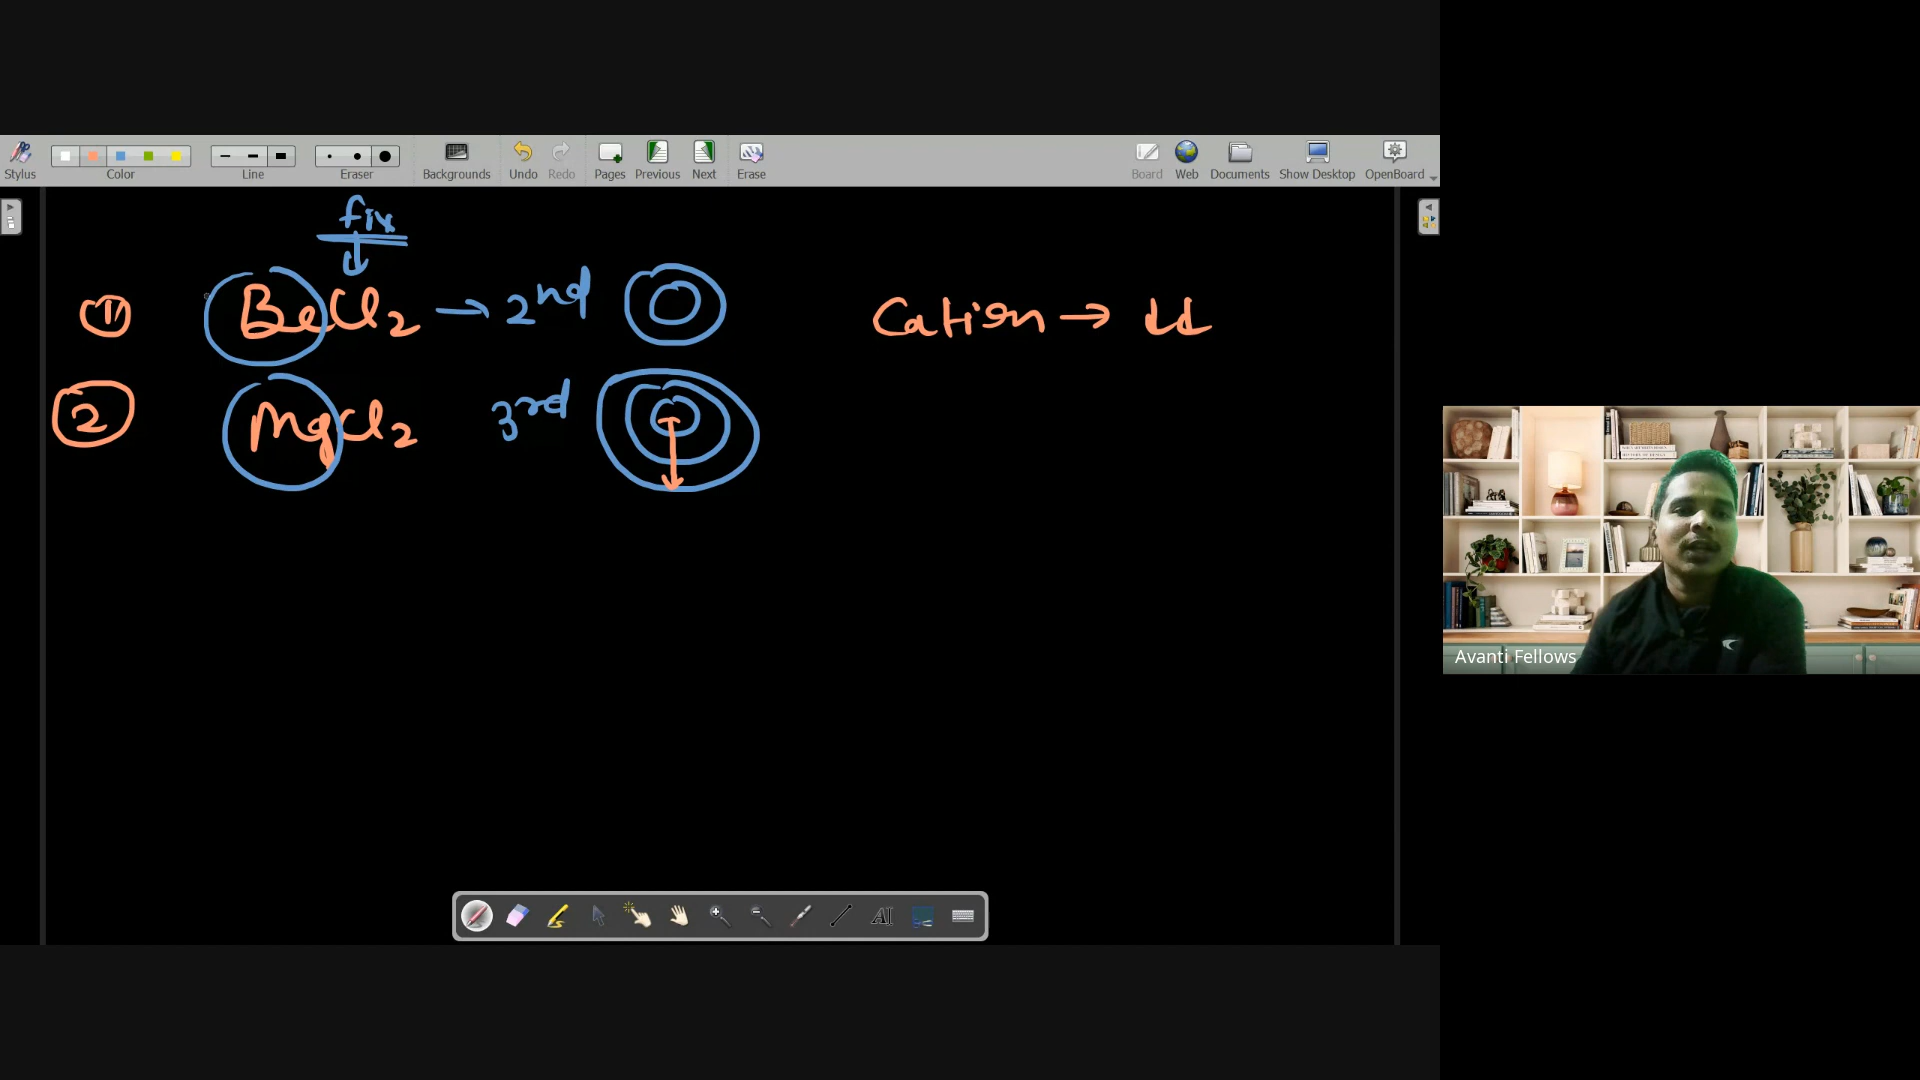 Stylus Color Line Eraser Backgrounds Undo Redo Pages Previous Next Erase Board Web Documents Show Desktop OpenBoard
fix
① BeCl2 → 2nd
Cation → ↓↓
② MgCl2 3rd
Avanti Fellows